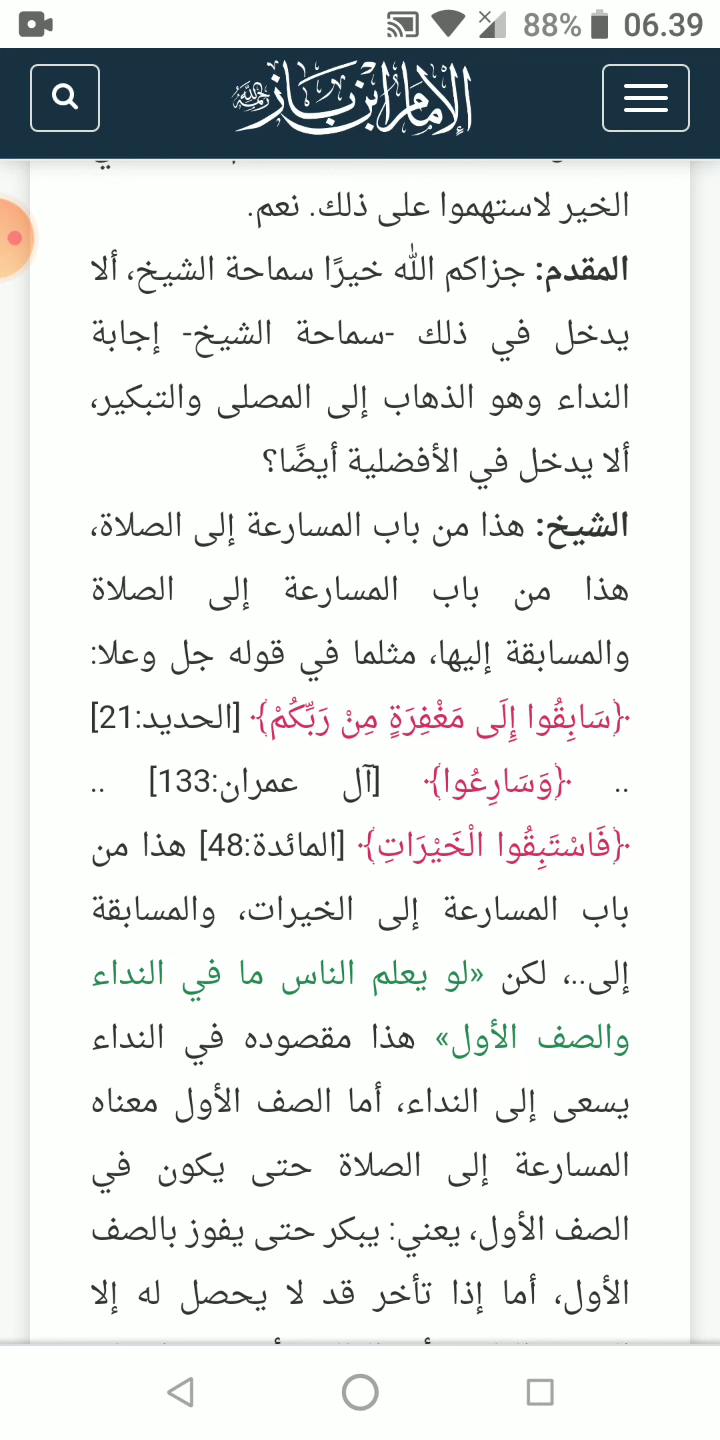 88% 06.39
الإمام ابن باز رحمه الله
الخير لاستهموا على ذلك. نعم.
المقدم: جزاكم الله خيرًا سماحة الشيخ، ألا
يدخل في ذلك -سماحة الشيخ- إجابة
النداء وهو الذهاب إلى المصلى والتبكير،
ألا يدخل في الأفضلية أيضًا؟
الشيخ: هذا من باب المسارعة إلى الصلاة،
هذا من باب المسارعة إلى الصلاة
والمسابقة إليها، مثلما في قوله جل وعلا:
{سَابِقُوا إِلَى مَغْفِرَةٍ مِنْ رَبِّكُمْ} [الحديد:21]
.. {وَسَارِعُوا} [آل عمران:133] ..
{فَاسْتَبِقُوا الْخَيْرَاتِ} [المائدة:48] هذا من
باب المسارعة إلى الخيرات، والمسابقة
إلى..، لكن «لو يعلم الناس ما في النداء
والصف الأول» هذا مقصوده في النداء
يسعى إلى النداء، أما الصف الأول معناه
المسارعة إلى الصلاة حتى يكون في
الصف الأول، يعني: يبكر حتى يفوز بالصف
الأول، أما إذا تأخر قد لا يحصل له إلا